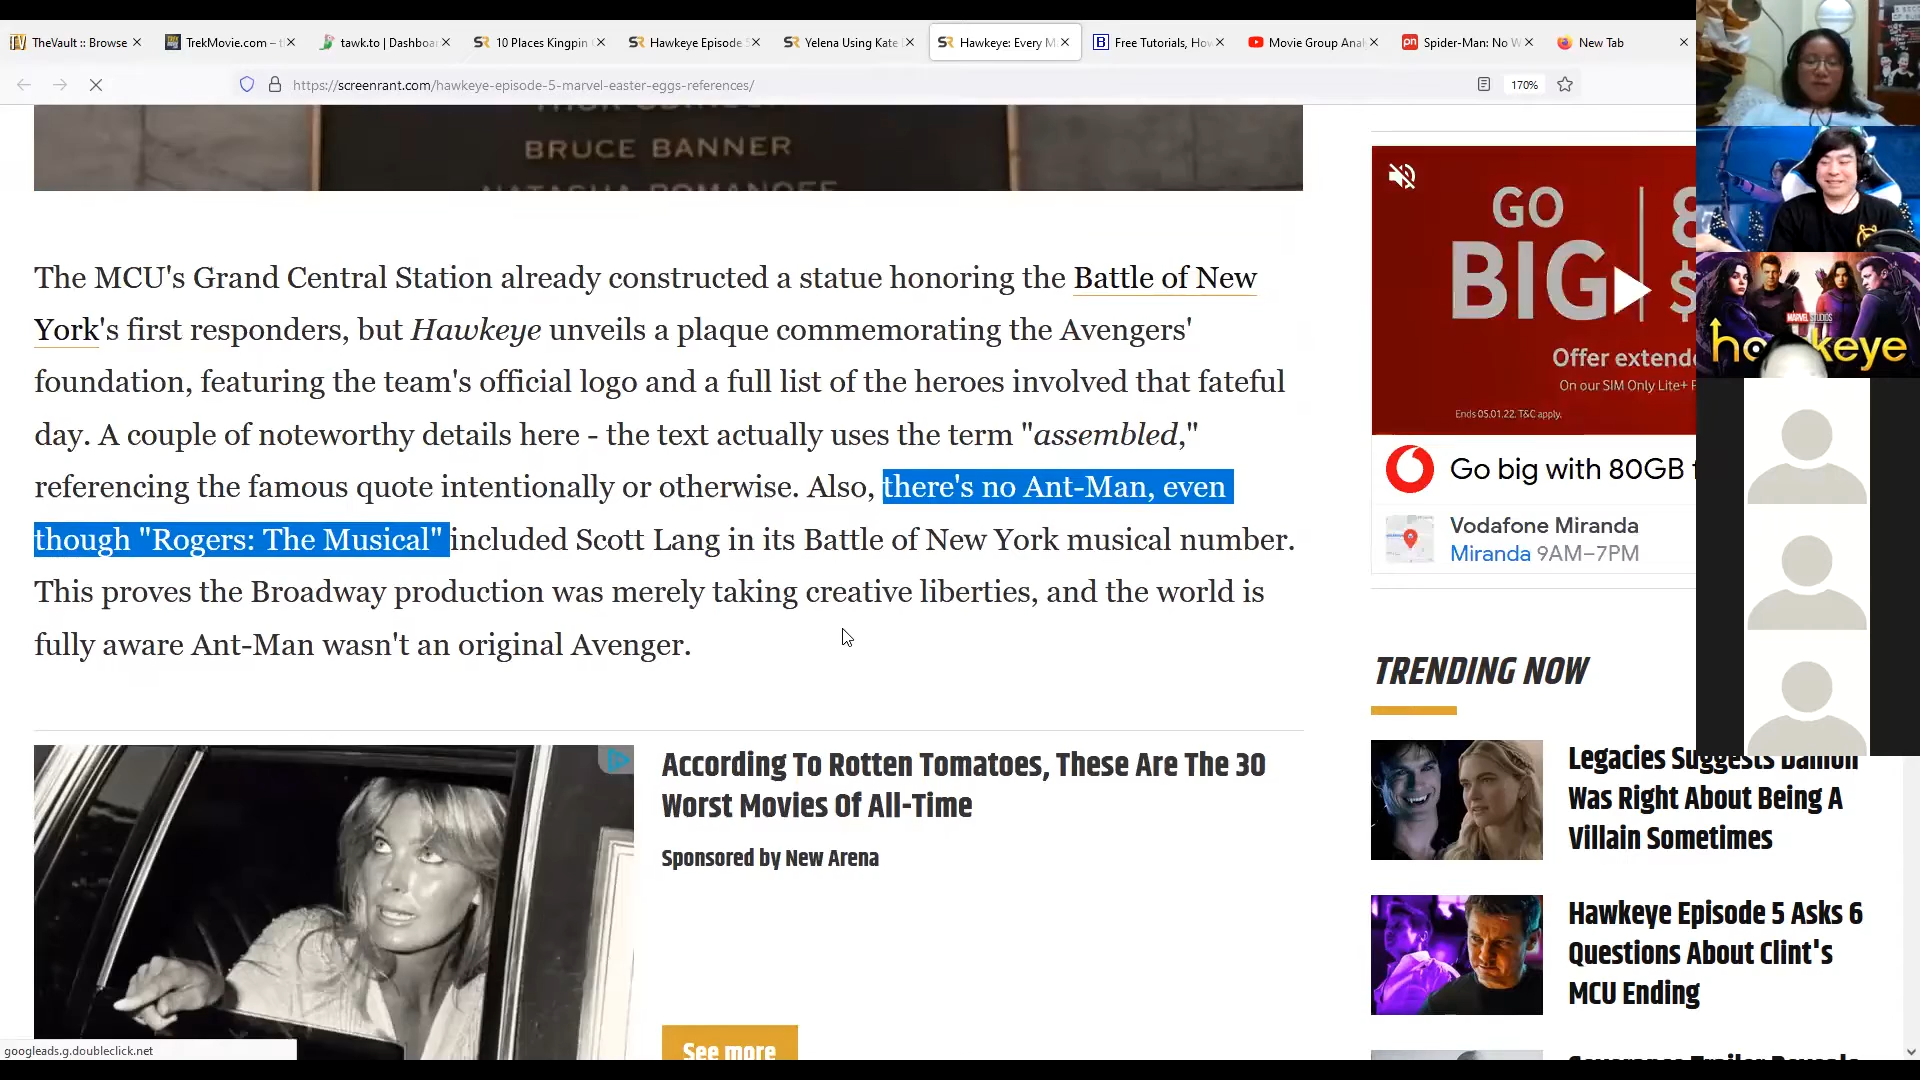 TheVault :: Browse
TrekMovie.com – t
tawk.to | Dashboa
10 Places Kingpin
Hawkeye Episode
Yelena Using Kate
Hawkeye: Every M
Free Tutorials, How
Movie Group Anal
Spider-Man: No W
New Tab
https://screenrant.com/hawkeye-episode-5-marvel-easter-eggs-references/
170%
BRUCE BANNER
NATASHA ROMANOFF
The MCU's Grand Central Station already constructed a statue honoring the Battle of New
York's first responders, but Hawkeye unveils a plaque commemorating the Avengers'
foundation, featuring the team's official logo and a full list of the heroes involved that fateful
day. A couple of noteworthy details here - the text actually uses the term "assembled,"
referencing the famous quote intentionally or otherwise. Also, there's no Ant-Man, even
though "Rogers: The Musical" included Scott Lang in its Battle of New York musical number.
This proves the Broadway production was merely taking creative liberties, and the world is
fully aware Ant-Man wasn't an original Avenger.
According To Rotten Tomatoes, These Are The 30
Worst Movies Of All-Time
Sponsored by New Arena
See more
GO
BIG
8
$
Offer extend
On our SIM Only Lite+ P
Ends 05.01.22. T&C apply.
Go big with 80GB f
Vodafone Miranda
Miranda 9AM–7PM
TRENDING NOW
Legacies Suggests Damon
Was Right About Being A
Villain Sometimes
Hawkeye Episode 5 Asks 6
Questions About Clint's
MCU Ending
MARVEL STUDIOS
hawkeye
googleads.g.doubleclick.net